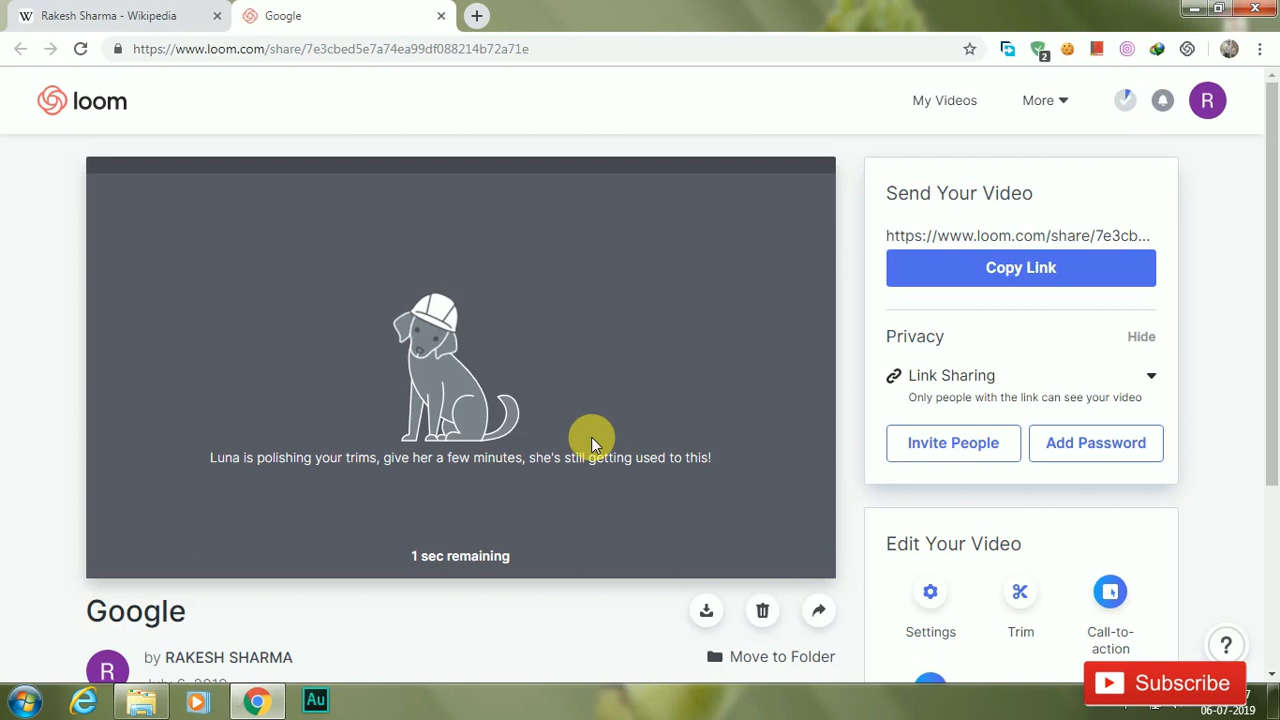 Rakesh Sharma - Wikipedia
Google
https://www.loom.com/share/7e3cbed5e7a74ea99df088214b72a71e
2
loom
My Videos
More
R
Luna is polishing your trims, give her a few minutes, she's still getting used to this!
1 sec remaining
Google
R
by RAKESH SHARMA
Move to Folder
Send Your Video
https://www.loom.com/share/7e3cb...
Copy Link
Privacy
Hide
Link Sharing
Only people with the link can see your video
Invite People
Add Password
Edit Your Video
Settings
Trim
Call-to-
action
?
Subscribe
Au
06-07-2019